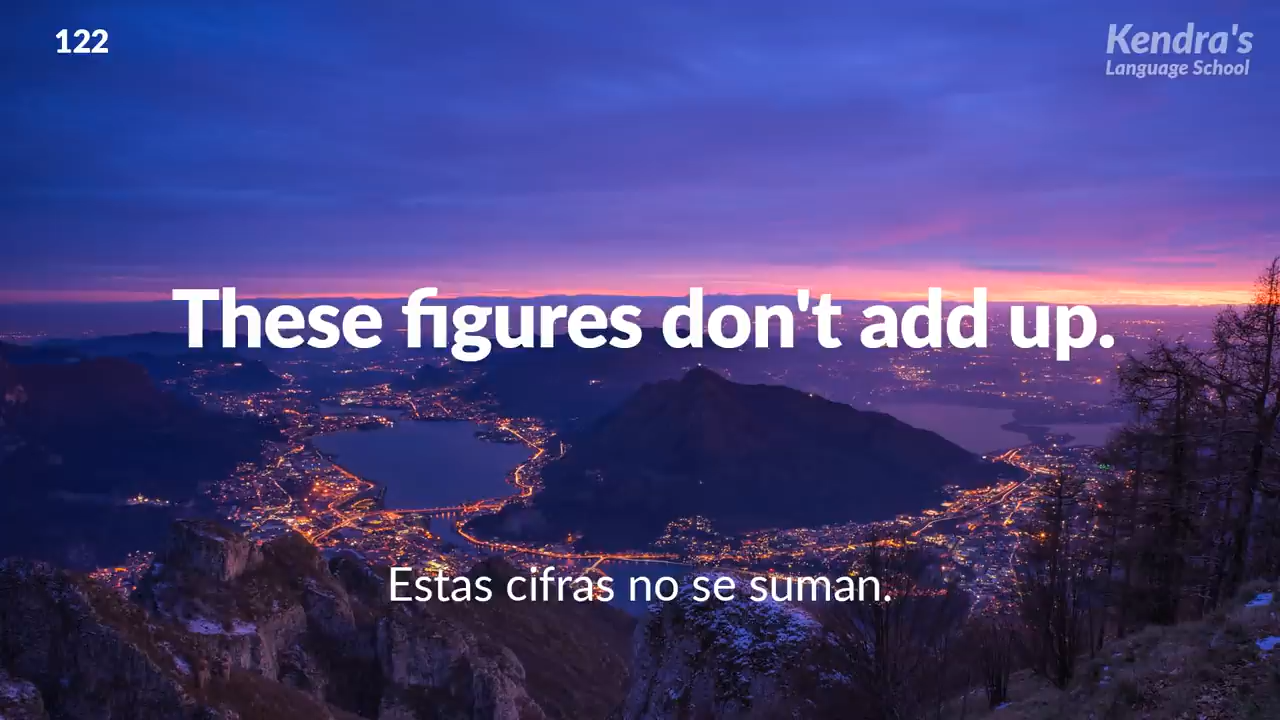 122
Kendra's
Language School
These figures don't add up.
Estas cifras no se suman.